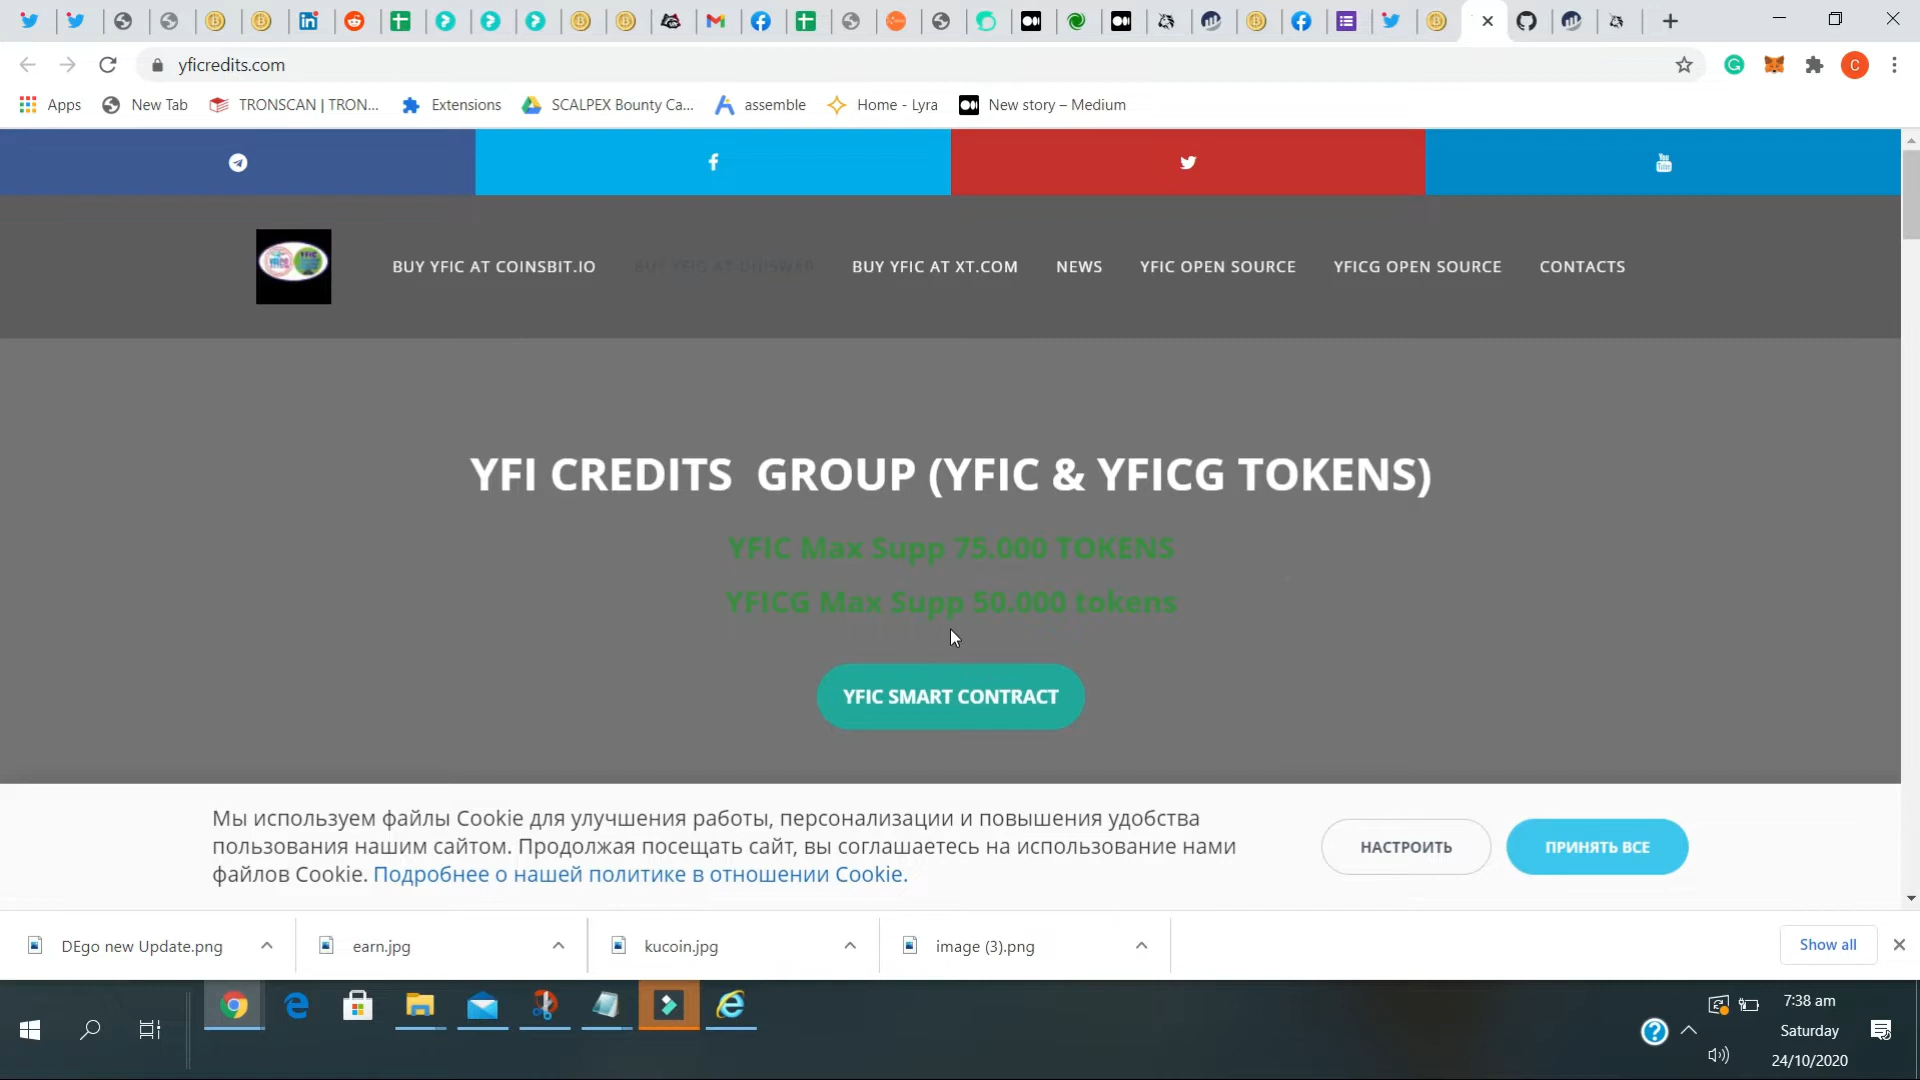 yficredits.com
Apps
New Tab
TRONSCAN | TRON...
Extensions
SCALPEX Bounty Ca...
assemble
Home - Lyra
New story – Medium
C
BUY YFIC AT COINSBIT.IO
BUY YFIG AT UNISWAP
BUY YFIC AT XT.COM
NEWS
YFIC OPEN SOURCE
YFICG OPEN SOURCE
CONTACTS
YFI CREDITS GROUP (YFIC & YFICG TOKENS)
YFIC Max Supp 75.000 TOKENS
YFICG Max Supp 50.000 tokens
YFIC SMART CONTRACT
Мы используем файлы Cookie для улучшения работы, персонализации и повышения удобства
пользования нашим сайтом. Продолжая посещать сайт, вы соглашаетесь на использование нами
файлов Cookie. Подробнее о нашей политике в отношении Cookie.
НАСТРОИТЬ
ПРИНЯТЬ ВСЕ
DEgo new Update.png
earn.jpg
kucoin.jpg
image (3).png
Show all
7:38 am
Saturday
24/10/2020